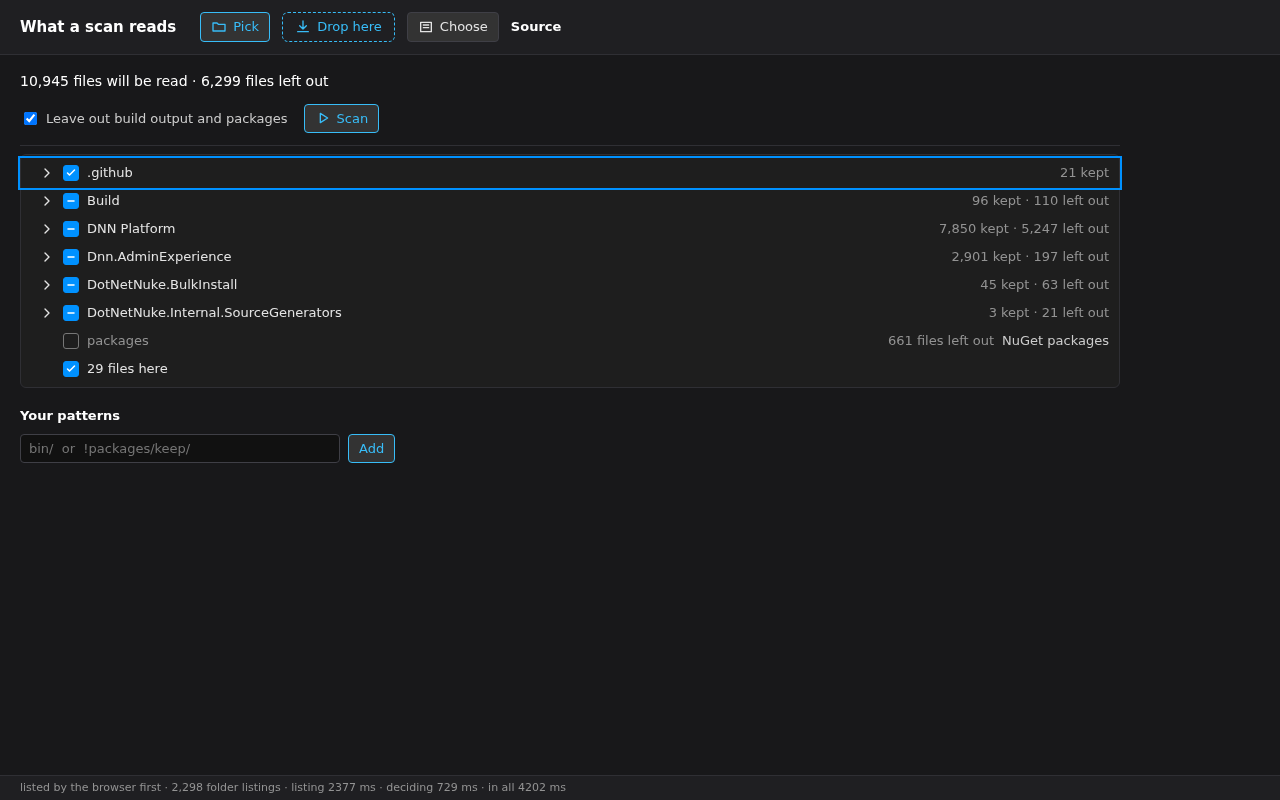 What a scan reads Pick Drop here Choose Source
10,945 files will be read · 6,299 files left out
Leave out build output and packages Scan
.github 21 kept
Build 96 kept · 110 left out
DNN Platform 7,850 kept · 5,247 left out
Dnn.AdminExperience 2,901 kept · 197 left out
DotNetNuke.BulkInstall 45 kept · 63 left out
DotNetNuke.Internal.SourceGenerators 3 kept · 21 left out
packages 661 files left out NuGet packages
29 files here
Your patterns
bin/ or !packages/keep/ Add
listed by the browser first · 2,298 folder listings · listing 2377 ms · deciding 729 ms · in all 4202 ms